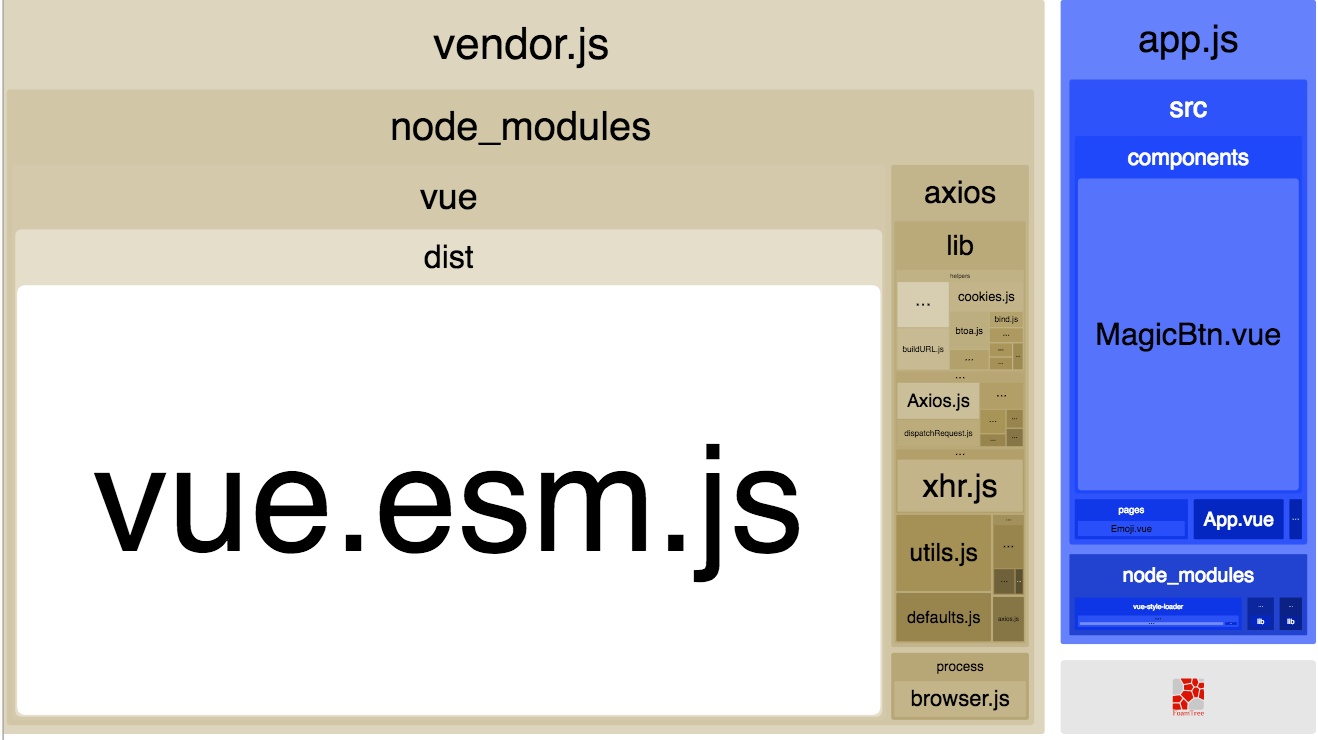 vendor.js
node_modules
vue
dist
vue.esm.js
axios
lib
helpers
...
cookies.js
btoa.js
bind.js
...
buildURL.js
...
...
...
...
...
Axios.js
...
dispatchRequest.js
...
...
...
...
...
xhr.js
utils.js
...
...
...
...
defaults.js
axios.js
process
browser.js
app.js
src
components
MagicBtn.vue
pages
Emoji.vue
App.vue
...
node_modules
vue-style-loader
...
...
...
lib
...
lib
FoamTree